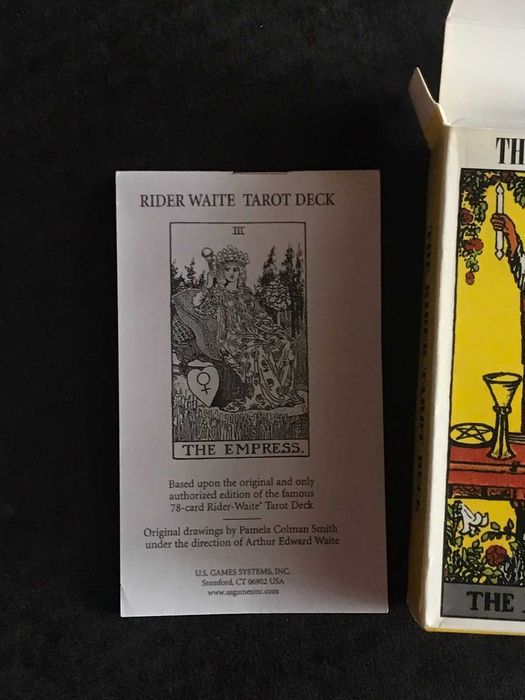 RIDER WAITE TAROT DECK
III
THE EMPRESS.
Based upon the original and only
authorized edition of the famous
78-card Rider-Waite® Tarot Deck
Original drawings by Pamela Colman Smith
under the direction of Arthur Edward Waite
U.S. GAMES SYSTEMS, INC.
Stamford, CT 06902 USA
www.usgamesinc.com
TH
THE